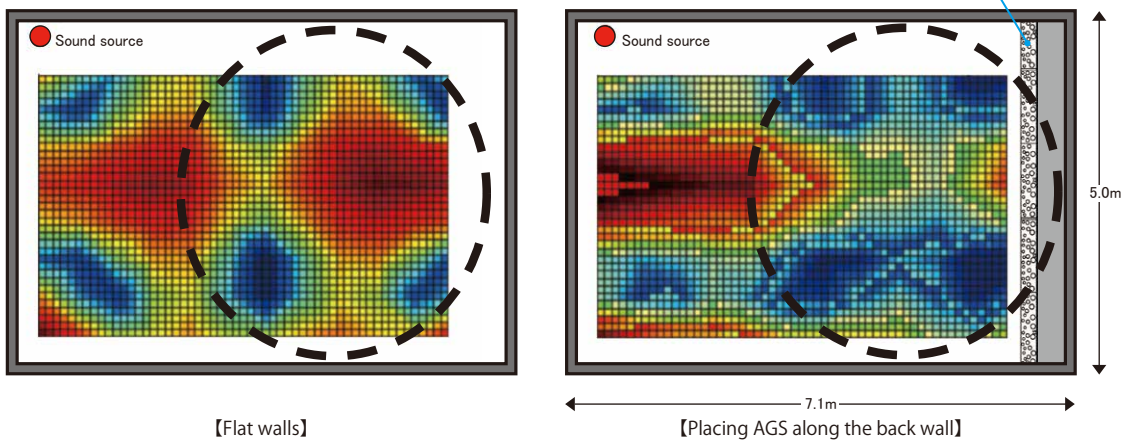 Sound source
Sound source
5.0m
7.1m
【Flat walls】
【Placing AGS along the back wall】